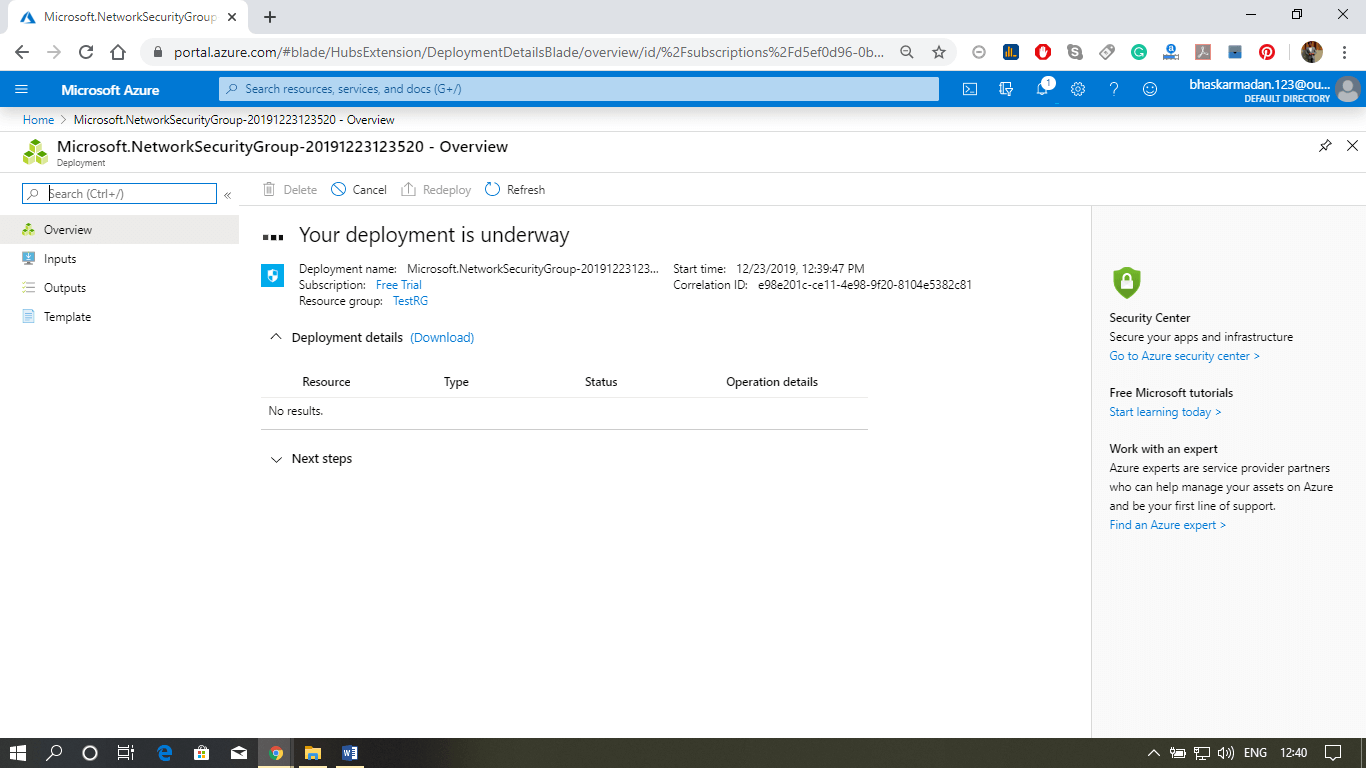 Microsoft.NetworkSecurityGroup
portal.azure.com/#blade/HubsExtension/DeploymentDetailsBlade/overview/id/%2Fsubscriptions%2Fd5ef0d96-0b...
Microsoft Azure
Search resources, services, and docs (G+/)
1
bhaskarmadan.123@ou...
DEFAULT DIRECTORY
Home > Microsoft.NetworkSecurityGroup-20191223123520 - Overview
Microsoft.NetworkSecurityGroup-20191223123520 - Overview
Deployment
Search (Ctrl+/)
«
Delete
Cancel
Redeploy
Refresh
Overview
Inputs
Outputs
Template
Your deployment is underway
Deployment name: Microsoft.NetworkSecurityGroup-20191223123...
Subscription: Free Trial
Resource group: TestRG
Start time: 12/23/2019, 12:39:47 PM
Correlation ID: e98e201c-ce11-4e98-9f20-8104e5382c81
Deployment details (Download)
Resource Type Status Operation details
No results.
Next steps
Security Center
Secure your apps and infrastructure
Go to Azure security center >
Free Microsoft tutorials
Start learning today >
Work with an expert
Azure experts are service provider partners
who can help manage your assets on Azure
and be your first line of support.
Find an Azure expert >
ENG
12:40